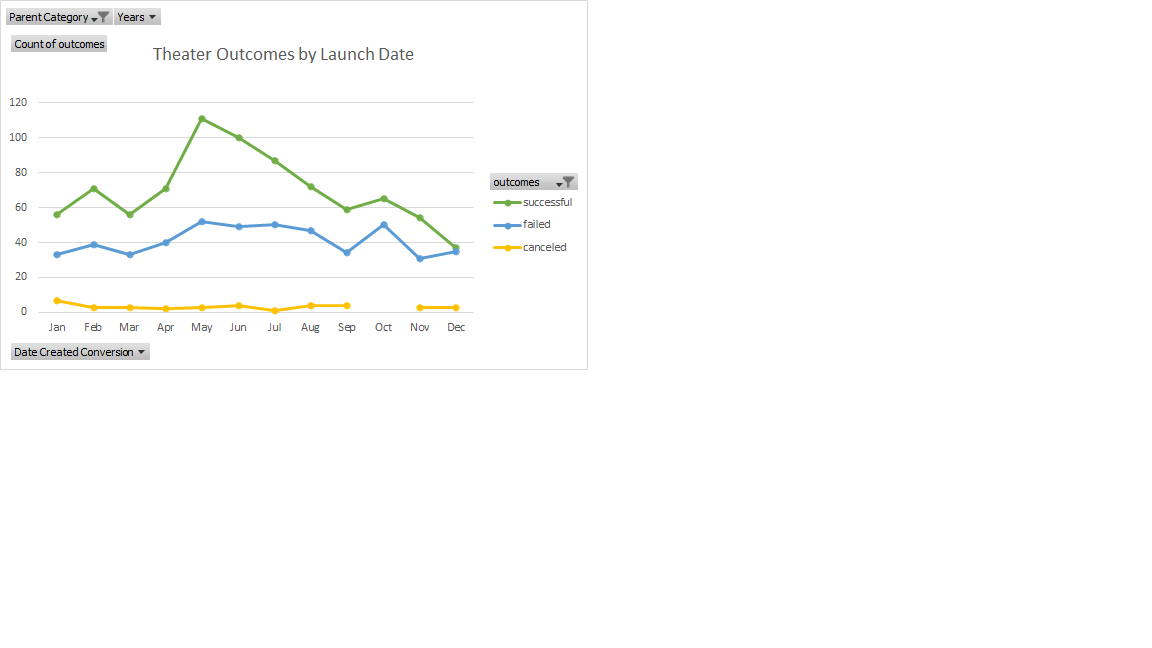 Parent Category Years
Count of outcomes
Theater Outcomes by Launch Date
120
100
80
60
40
20
0
Jan Feb Mar Apr May Jun Jul Aug Sep Oct Nov Dec
outcomes
successful
failed
canceled
Date Created Conversion